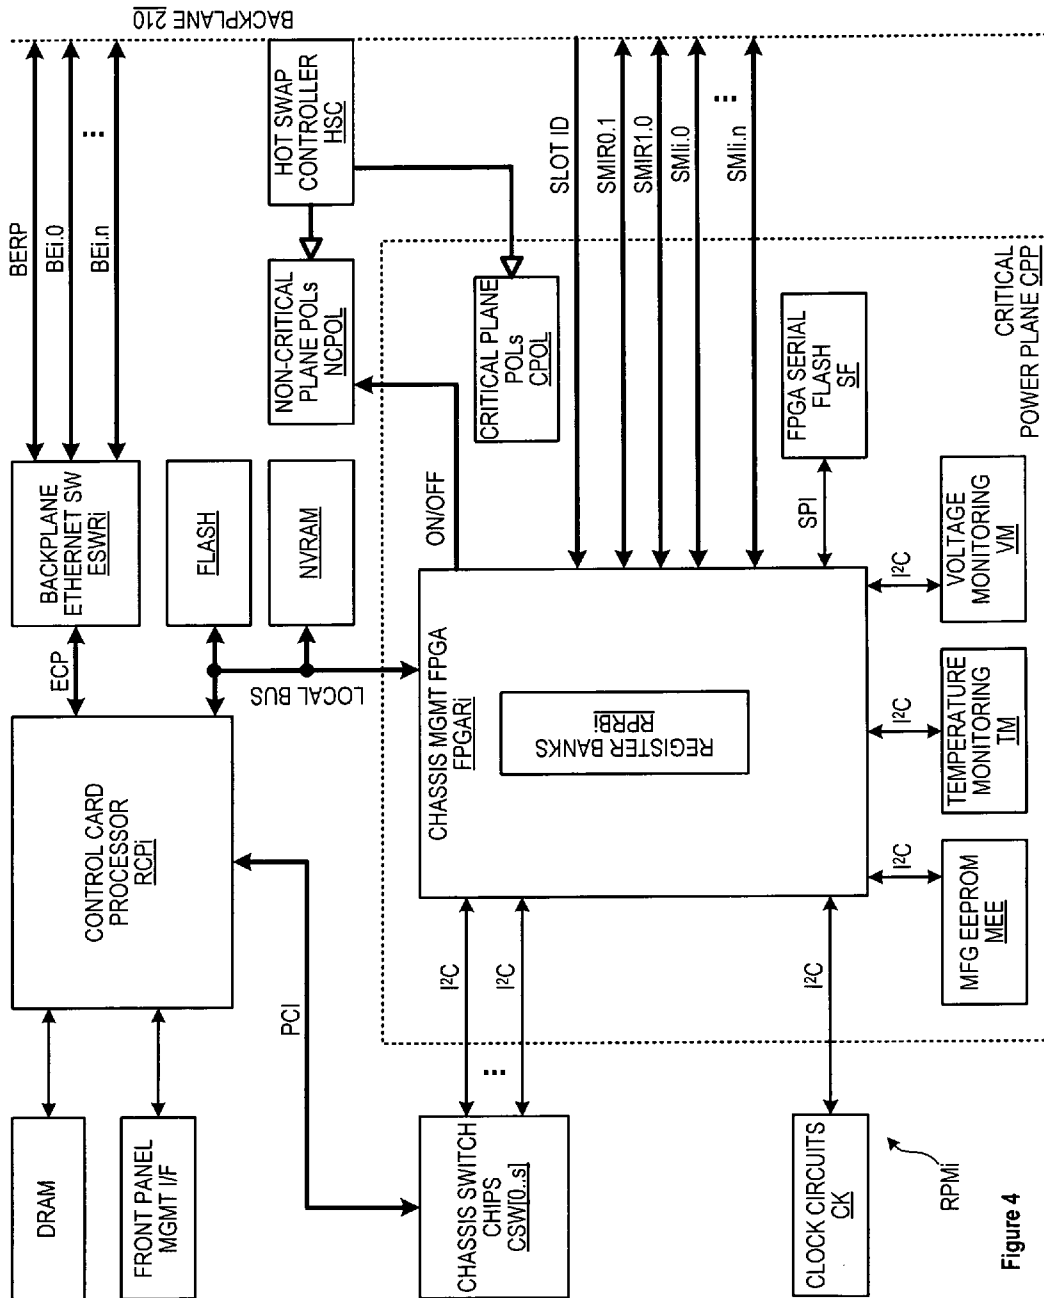 BACKPLANE 210
BERP
BEi.0
...
BEi.n
HOT SWAP
CONTROLLER
HSC
SLOT ID
SMIR0.1
SMIR1.0
SMIi.0
...
SMIi.n
BACKPLANE
ETHERNET SW
ESWRi
FLASH
NVRAM
NON-CRITICAL
PLANE POLs
NCPOL
CRITICAL PLANE
POLs
CPOL
ON/OFF
FPGA SERIAL
FLASH
SF
SPI
CRITICAL
POWER PLANE CPP
ECP
LOCAL BUS
CONTROL CARD
PROCESSOR
RCPi
CHASSIS MGMT FPGA
FPGARi
REGISTER BANKS
RPRBi
I²C
VOLTAGE
MONITORING
VM
I²C
TEMPERATURE
MONITORING
TM
I²C
MFG EEPROM
MEE
PCI
I²C
...
I²C
I²C
DRAM
FRONT PANEL
MGMT I/F
CHASSIS SWITCH
CHIPS
CSW[0..s]
CLOCK CIRCUITS
CK
RPMi
Figure 4